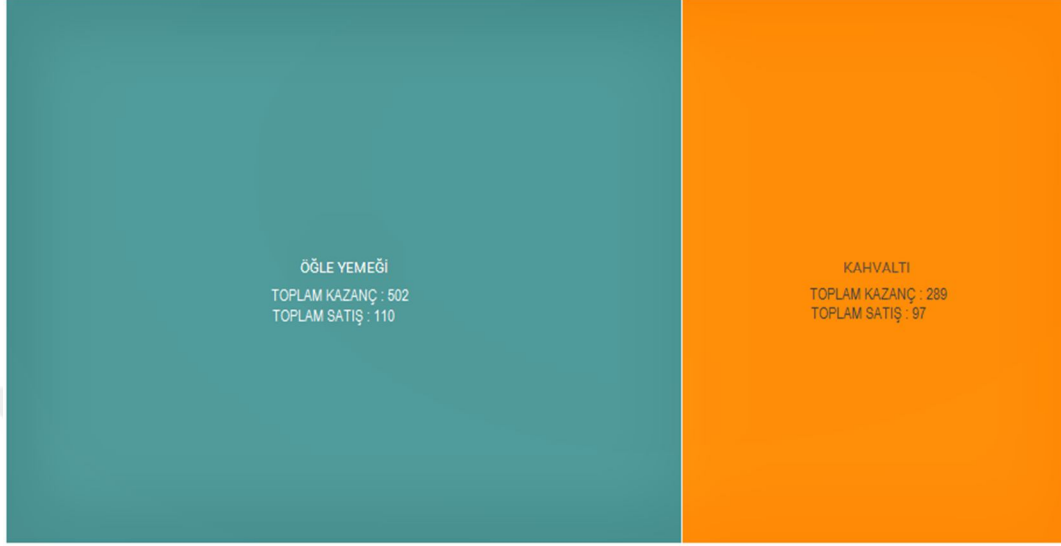 ÖĞLE YEMEĞİ
TOPLAM KAZANÇ : 502
TOPLAM SATIŞ : 110
KAHVALTI
TOPLAM KAZANÇ : 289
TOPLAM SATIŞ : 97